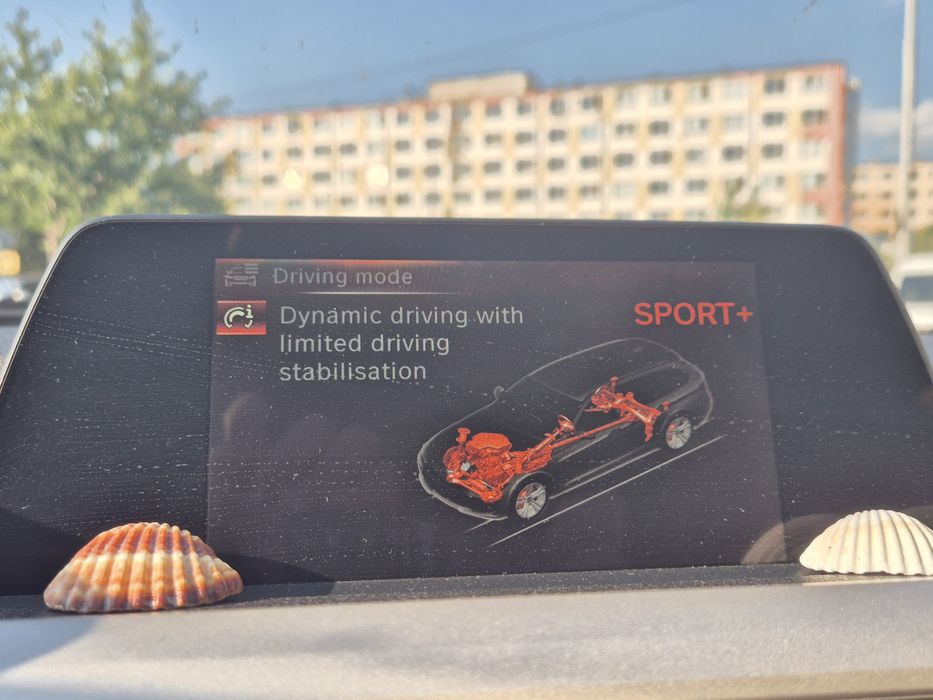 Driving mode
Dynamic driving with
limited driving
stabilisation
SPORT+